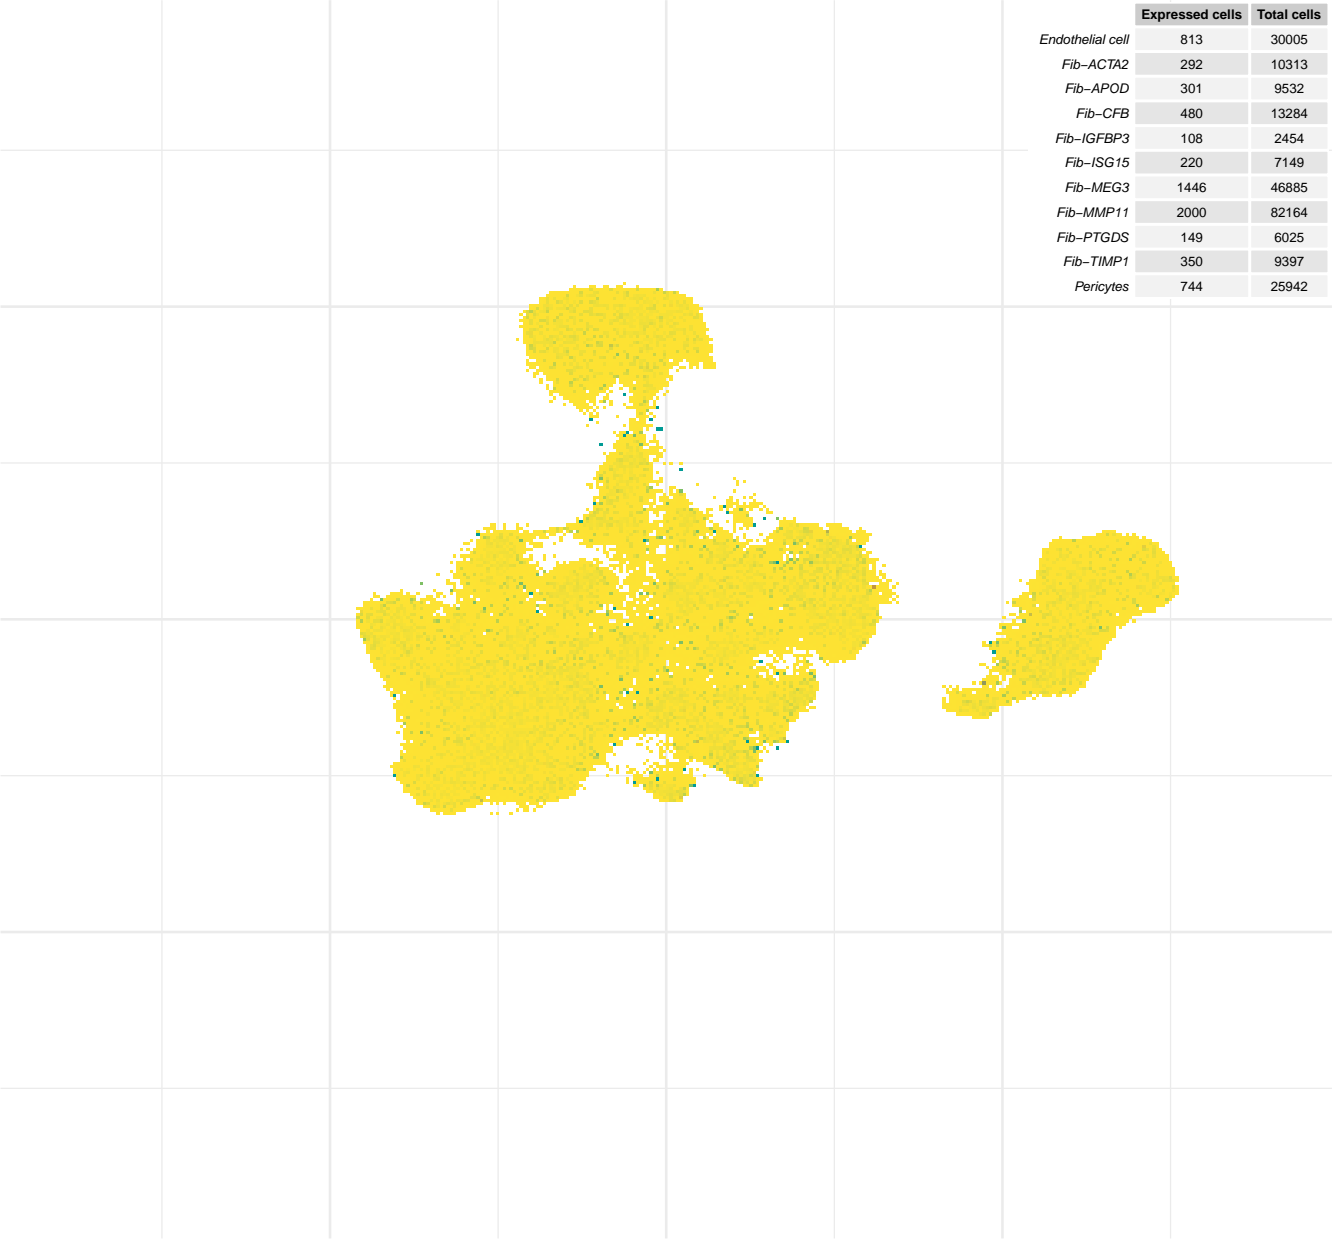 Expressed cells Total cells
Endothelial cell 813 30005
Fib−ACTA2 292 10313
Fib−APOD 301 9532
Fib−CFB 480 13284
Fib−IGFBP3 108 2454
Fib−ISG15 220 7149
Fib−MEG3 1446 46885
Fib−MMP11 2000 82164
Fib−PTGDS 149 6025
Fib−TIMP1 350 9397
Pericytes 744 25942